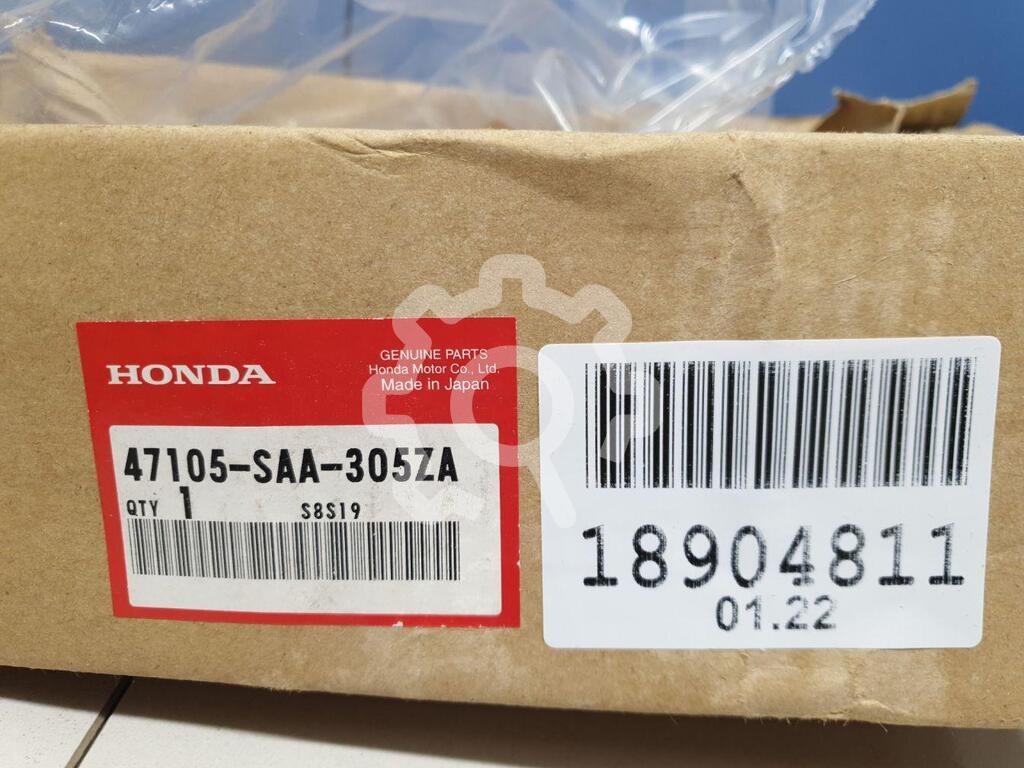 HONDA
GENUINE PARTS
Honda Motor Co., Ltd.
Made in Japan
47105-SAA-305ZA
QTY 1 S8S19
18904811
01.22